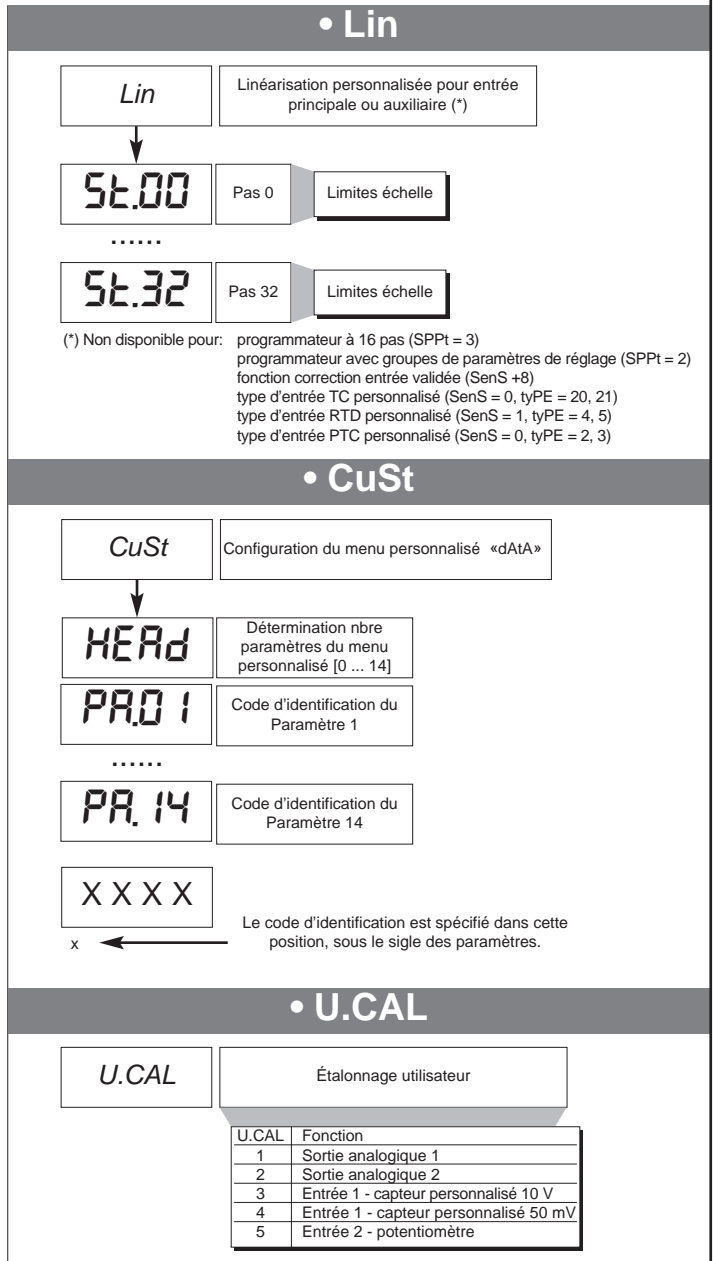 • Lin
Lin
Linéarisation personnalisée pour entrée
principale ou auxiliaire (*)
St.00
Pas 0
Limites échelle
......
St.32
Pas 32
Limites échelle
(*) Non disponible pour: programmateur à 16 pas (SPPt = 3)
programmateur avec groupes de paramètres de réglage (SPPt = 2)
fonction correction entrée validée (SenS +8)
type d'entrée TC personnalisé (SenS = 0, tyPE = 20, 21)
type d'entrée RTD personnalisé (SenS = 1, tyPE = 4, 5)
type d'entrée PTC personnalisé (SenS = 0, tyPE = 2, 3)
• CuSt
CuSt
Configuration du menu personnalisé «dAtA»
HEAd
Détermination nbre
paramètres du menu
personnalisé [0 ... 14]
PA.01
Code d'identification du
Paramètre 1
......
PA.14
Code d'identification du
Paramètre 14
X X X X
Le code d'identification est spécifié dans cette
position, sous le sigle des paramètres.
x
• U.CAL
U.CAL
Étalonnage utilisateur
U.CAL Fonction
1 Sortie analogique 1
2 Sortie analogique 2
3 Entrée 1 - capteur personnalisé 10 V
4 Entrée 1 - capteur personnalisé 50 mV
5 Entrée 2 - potentiomètre